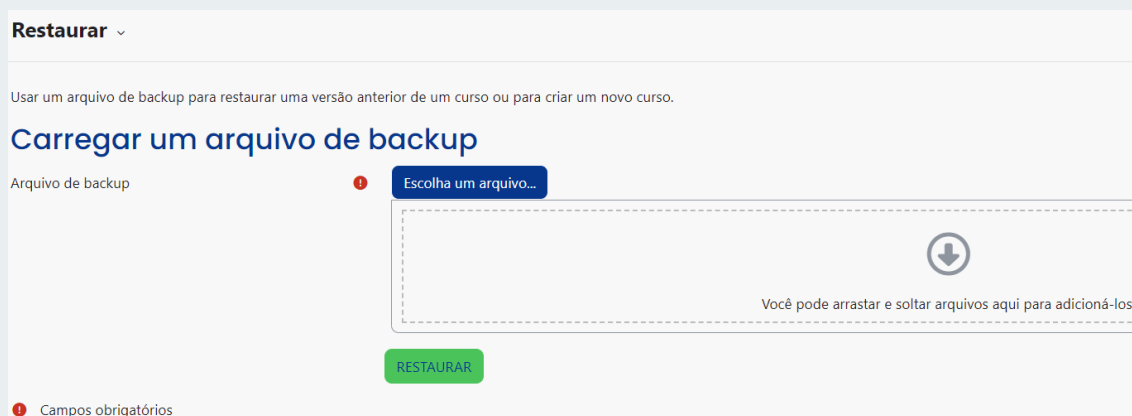 Restaurar
Usar um arquivo de backup para restaurar uma versão anterior de um curso ou para criar um novo curso.
Carregar um arquivo de backup
Arquivo de backup
Escolha um arquivo...
Você pode arrastar e soltar arquivos aqui para adicioná-los
RESTAURAR
Campos obrigatórios